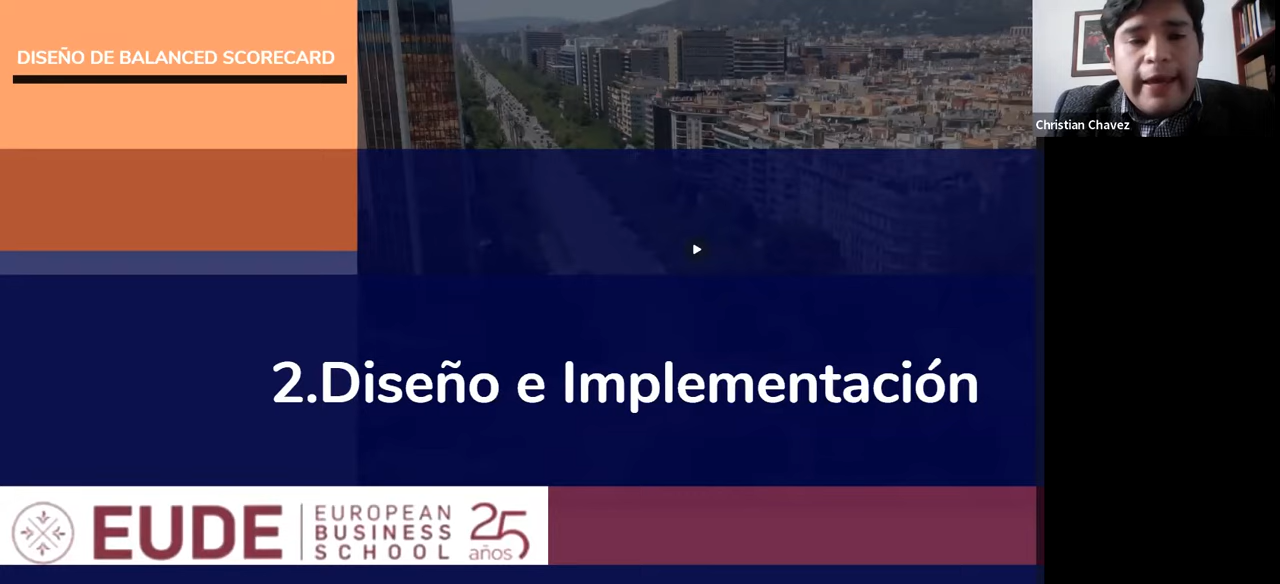 DISEÑO DE BALANCED SCORECARD
Christian Chavez
2.Diseño e Implementación
EUDE
EUROPEAN
BUSINESS
SCHOOL
25
años